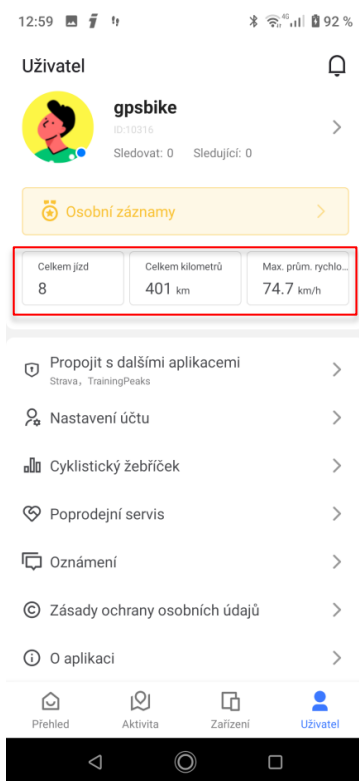 12:59 4G 92 %
Uživatel
gpsbike
ID:10316
Sledovat: 0 Sledující: 0
Osobní záznamy
Celkem jízd Celkem kilometrů Max. prům. rychlo...
8 401 km 74.7 km/h
Propojit s dalšími aplikacemi
Strava, TrainingPeaks
Nastavení účtu
Cyklistický žebříček
Poprodejní servis
Oznámení
Zásady ochrany osobních údajů
O aplikaci
Přehled Aktivita Zařízení Uživatel